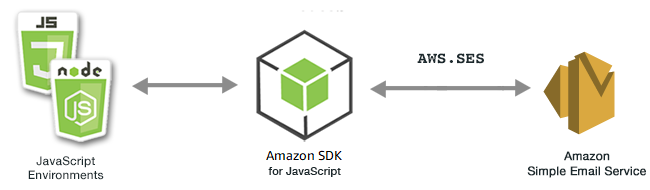 JS
node
JS
AWS.SES
JavaScript
Environments
Amazon SDK
for JavaScript
Amazon
Simple Email Service